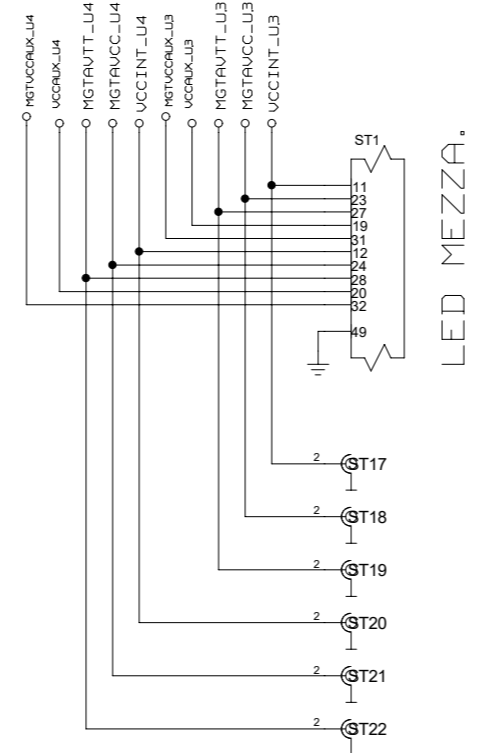 MGTVCCAUX_U4
VCCAUX_U4
MGTAVTT_U4
MGTAVCC_U4
VCCINT_U4
MGTVCCAUX_U3
VCCAUX_U3
MGTAVTT_U3
MGTAVCC_U3
VCCINT_U3
ST1
11
23
27
19
31
12
24
28
20
32
49
LED MEZZA.
2 ST17
2 ST18
2 ST19
2 ST20
2 ST21
2 ST22